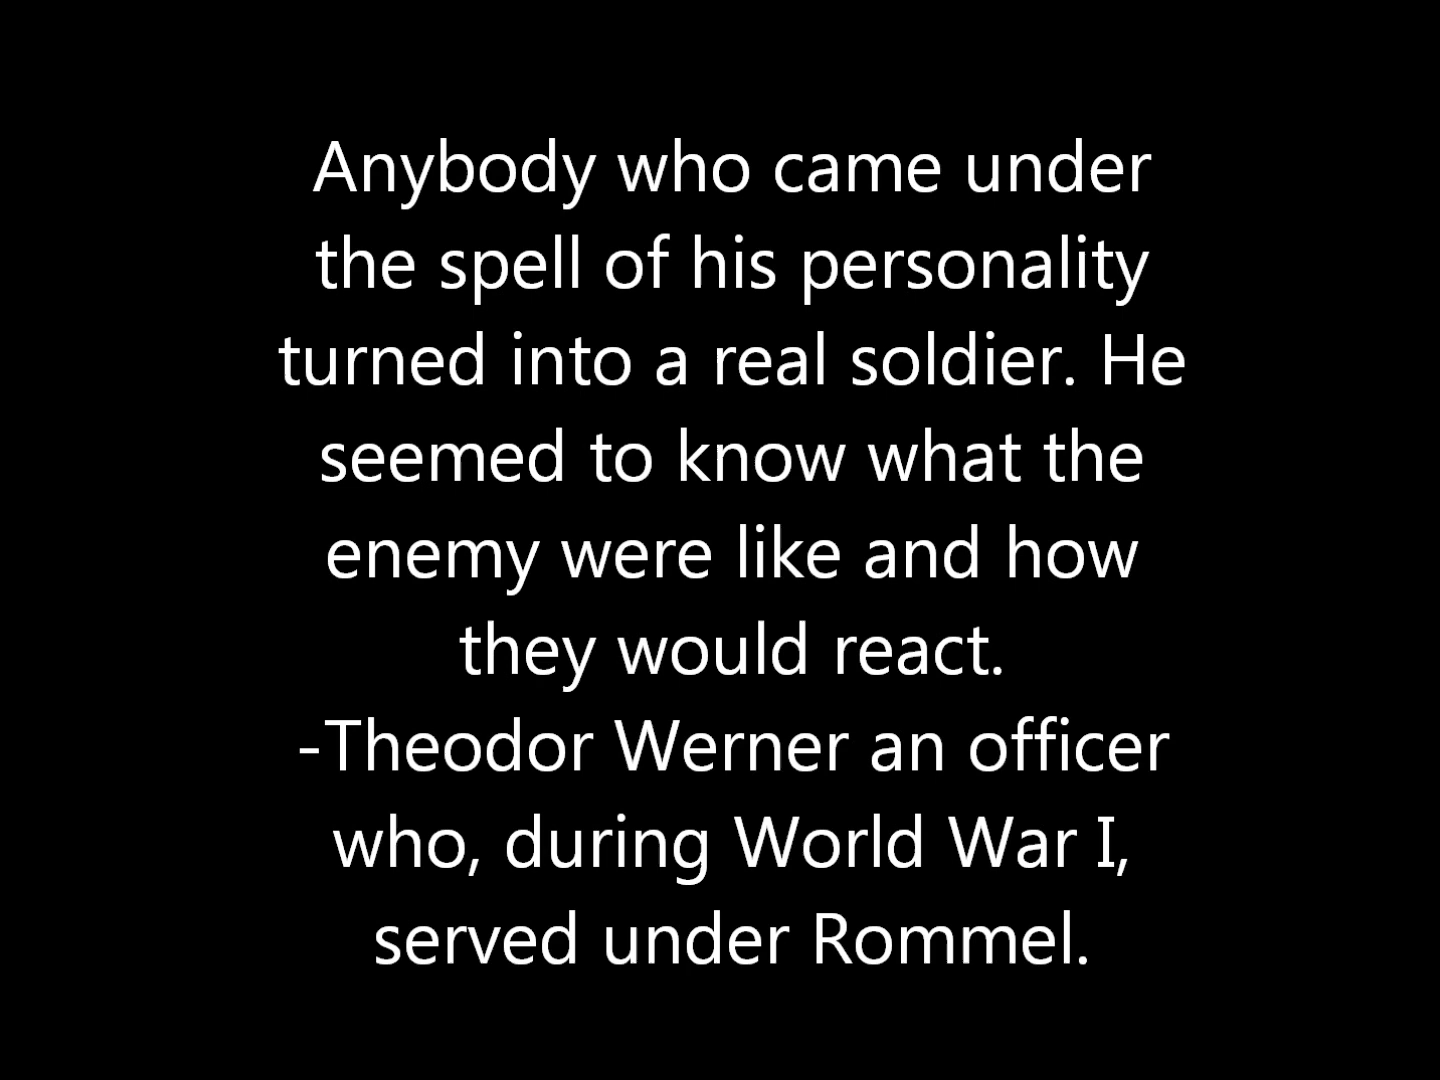 Anybody who came under
the spell of his personality
turned into a real soldier. He
seemed to know what the
enemy were like and how
they would react.
-Theodor Werner an officer
who, during World War I,
served under Rommel.